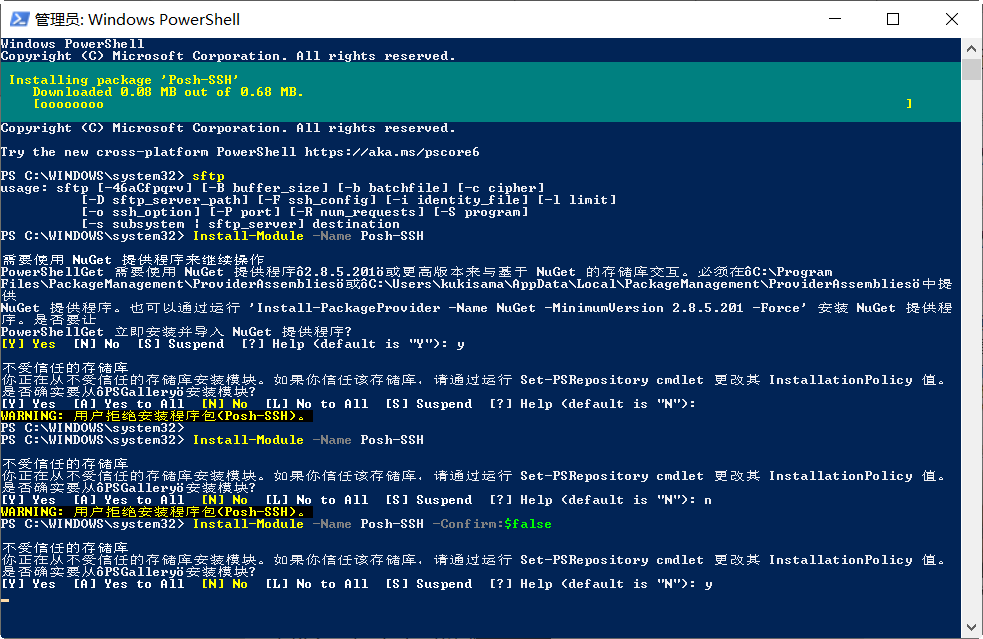 管理员: Windows PowerShell
Windows PowerShell
Copyright (C) Microsoft Corporation. All rights reserved.
Installing package 'Posh-SSH'
Downloaded 0.08 MB out of 0.68 MB.
[oooooooo ]
Copyright (C) Microsoft Corporation. All rights reserved.
Try the new cross-platform PowerShell https://aka.ms/pscore6
PS C:\WINDOWS\system32> sftp
usage: sftp [-46aCfpqrv] [-B buffer_size] [-b batchfile] [-c cipher]
[-D sftp_server_path] [-F ssh_config] [-i identity_file] [-l limit]
[-o ssh_option] [-P port] [-R num_requests] [-S program]
[-s subsystem | sftp_server] destination
PS C:\WINDOWS\system32> Install-Module -Name Posh-SSH
需要使用 NuGet 提供程序来继续操作
PowerShellGet 需要使用 NuGet 提供程序ô2.8.5.201ö或更高版本来与基于 NuGet 的存储库交互。必须在ôC:\Program
Files\PackageManagement\ProviderAssembliesö或ôC:\Users\kukisama\AppData\Local\PackageManagement\ProviderAssembliesö中提
供
NuGet 提供程序。也可以通过运行 'Install-PackageProvider -Name NuGet -MinimumVersion 2.8.5.201 -Force' 安装 NuGet 提供程
序。是否要让
PowerShellGet 立即安装并导入 NuGet 提供程序?
[Y] Yes [N] No [S] Suspend [?] Help (default is "Y"): y
不受信任的存储库
你正在从不受信任的存储库安装模块。如果你信任该存储库，请通过运行 Set-PSRepository cmdlet 更改其 InstallationPolicy 值。
是否确实要从ôPSGalleryö安装模块?
[Y] Yes [A] Yes to All [N] No [L] No to All [S] Suspend [?] Help (default is "N"):
WARNING: 用户拒绝安装程序包(Posh-SSH)。
PS C:\WINDOWS\system32>
PS C:\WINDOWS\system32> Install-Module -Name Posh-SSH
不受信任的存储库
你正在从不受信任的存储库安装模块。如果你信任该存储库，请通过运行 Set-PSRepository cmdlet 更改其 InstallationPolicy 值。
是否确实要从ôPSGalleryö安装模块?
[Y] Yes [A] Yes to All [N] No [L] No to All [S] Suspend [?] Help (default is "N"): n
WARNING: 用户拒绝安装程序包(Posh-SSH)。
PS C:\WINDOWS\system32> Install-Module -Name Posh-SSH -Confirm:$false
不受信任的存储库
你正在从不受信任的存储库安装模块。如果你信任该存储库，请通过运行 Set-PSRepository cmdlet 更改其 InstallationPolicy 值。
是否确实要从ôPSGalleryö安装模块?
[Y] Yes [A] Yes to All [N] No [L] No to All [S] Suspend [?] Help (default is "N"): y